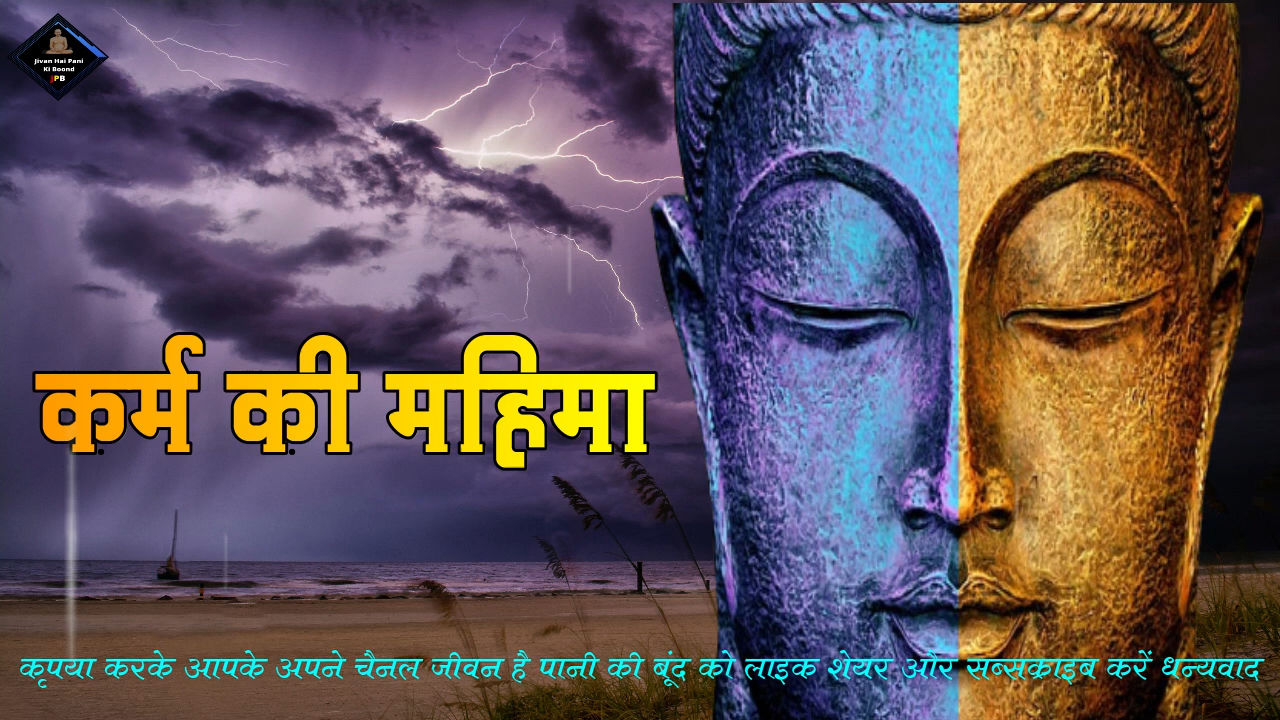 Jivan Hai Pani
Ki Boond
JPB
कर्म की महिमा
कृपया करके आपके अपने चैनल जीवन है पानी की बूंद को लाइक शेयर और सब्सक्राइब करें धन्यवाद